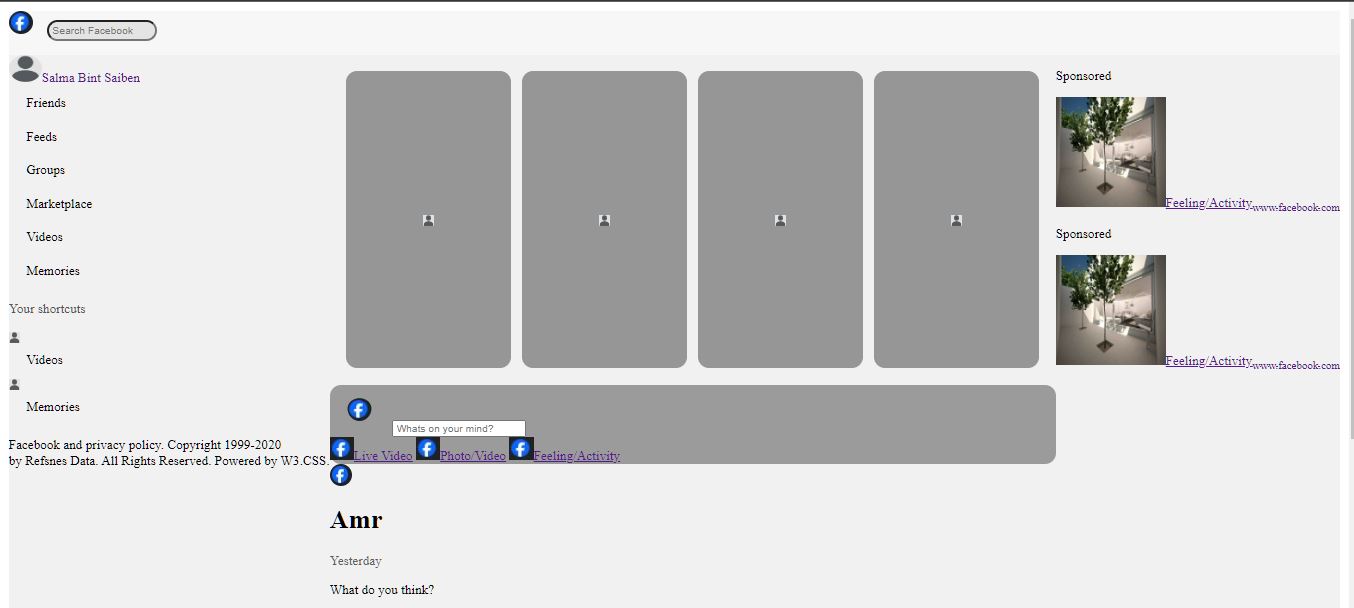 Search Facebook
Salma Bint Saiben
Friends
Feeds
Groups
Marketplace
Videos
Memories
Your shortcuts
Videos
Memories
Facebook and privacy policy. Copyright 1999-2020
by Refsnes Data. All Rights Reserved. Powered by W3.CSS.
Whats on your mind?
Live Video Photo/Video Feeling/Activity
Amr
Yesterday
What do you think?
Sponsored
Feeling/Activity www.facebook.com
Sponsored
Feeling/Activity www.facebook.com